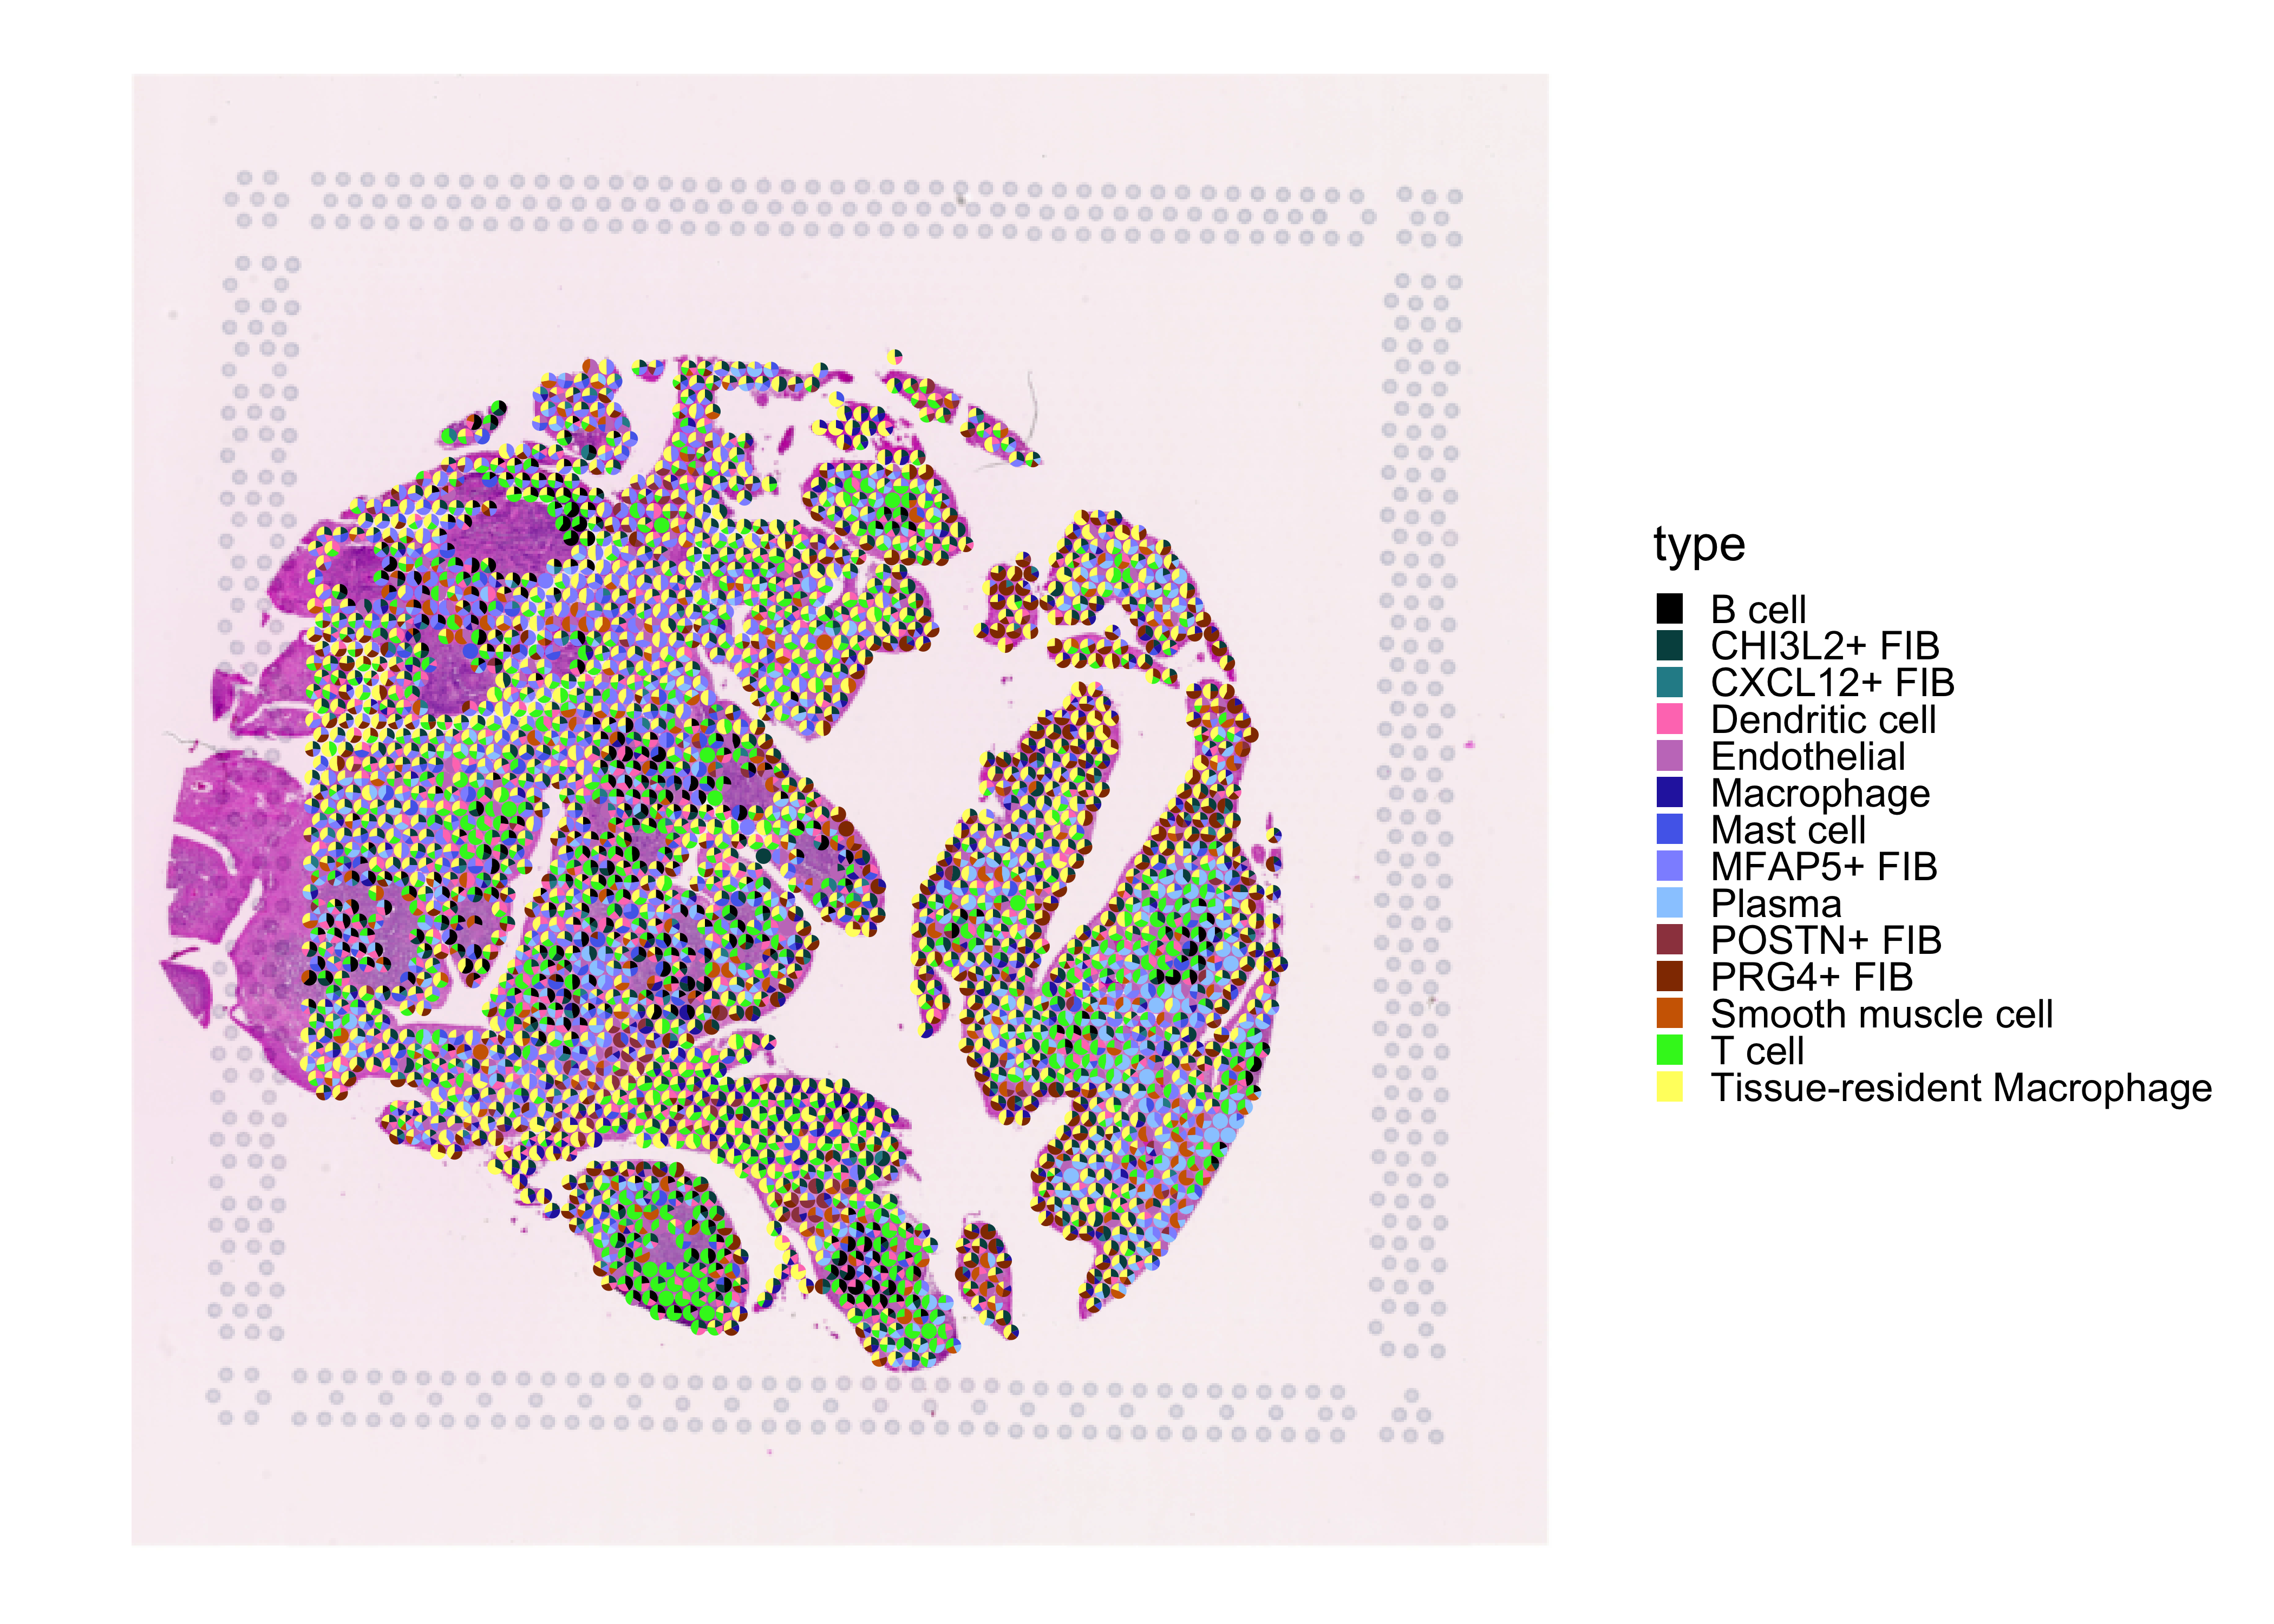 type
B cell
CHI3L2+ FIB
CXCL12+ FIB
Dendritic cell
Endothelial
Macrophage
Mast cell
MFAP5+ FIB
Plasma
POSTN+ FIB
PRG4+ FIB
Smooth muscle cell
T cell
Tissue-resident Macrophage